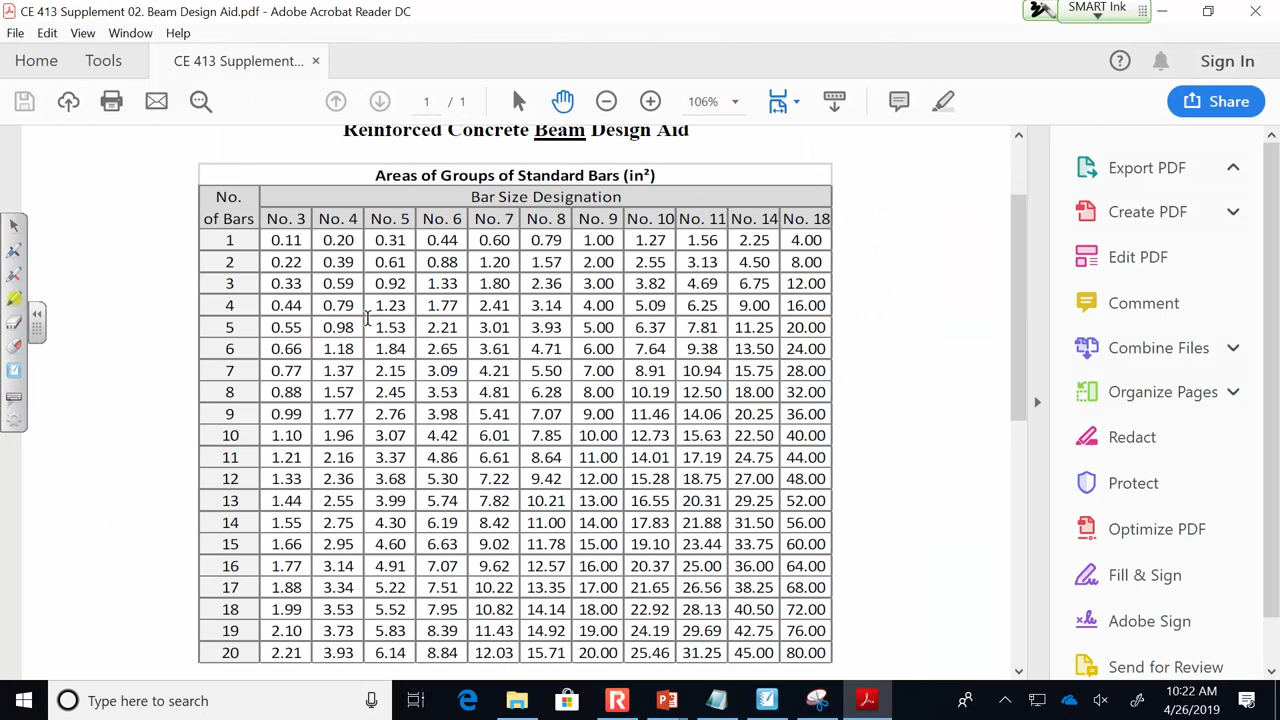 CE 413 Supplement 02. Beam Design Aid.pdf - Adobe Acrobat Reader DC
SMART Ink
File Edit View Window Help
Home Tools CE 413 Supplement... × Sign In
1 / 1 106% Share
Reinforced Concrete Beam Design Aid
Areas of Groups of Standard Bars (in²)
No. of Bars Bar Size Designation
No. 3 No. 4 No. 5 No. 6 No. 7 No. 8 No. 9 No. 10 No. 11 No. 14 No. 18
1 0.11 0.20 0.31 0.44 0.60 0.79 1.00 1.27 1.56 2.25 4.00
2 0.22 0.39 0.61 0.88 1.20 1.57 2.00 2.55 3.13 4.50 8.00
3 0.33 0.59 0.92 1.33 1.80 2.36 3.00 3.82 4.69 6.75 12.00
4 0.44 0.79 1.23 1.77 2.41 3.14 4.00 5.09 6.25 9.00 16.00
5 0.55 0.98 1.53 2.21 3.01 3.93 5.00 6.37 7.81 11.25 20.00
6 0.66 1.18 1.84 2.65 3.61 4.71 6.00 7.64 9.38 13.50 24.00
7 0.77 1.37 2.15 3.09 4.21 5.50 7.00 8.91 10.94 15.75 28.00
8 0.88 1.57 2.45 3.53 4.81 6.28 8.00 10.19 12.50 18.00 32.00
9 0.99 1.77 2.76 3.98 5.41 7.07 9.00 11.46 14.06 20.25 36.00
10 1.10 1.96 3.07 4.42 6.01 7.85 10.00 12.73 15.63 22.50 40.00
11 1.21 2.16 3.37 4.86 6.61 8.64 11.00 14.01 17.19 24.75 44.00
12 1.33 2.36 3.68 5.30 7.22 9.42 12.00 15.28 18.75 27.00 48.00
13 1.44 2.55 3.99 5.74 7.82 10.21 13.00 16.55 20.31 29.25 52.00
14 1.55 2.75 4.30 6.19 8.42 11.00 14.00 17.83 21.88 31.50 56.00
15 1.66 2.95 4.60 6.63 9.02 11.78 15.00 19.10 23.44 33.75 60.00
16 1.77 3.14 4.91 7.07 9.62 12.57 16.00 20.37 25.00 36.00 64.00
17 1.88 3.34 5.22 7.51 10.22 13.35 17.00 21.65 26.56 38.25 68.00
18 1.99 3.53 5.52 7.95 10.82 14.14 18.00 22.92 28.13 40.50 72.00
19 2.10 3.73 5.83 8.39 11.43 14.92 19.00 24.19 29.69 42.75 76.00
20 2.21 3.93 6.14 8.84 12.03 15.71 20.00 25.46 31.25 45.00 80.00
Export PDF
Create PDF
Edit PDF
Comment
Combine Files
Organize Pages
Redact
Protect
Optimize PDF
Fill & Sign
Adobe Sign
Send for Review
Type here to search
10:22 AM
4/26/2019